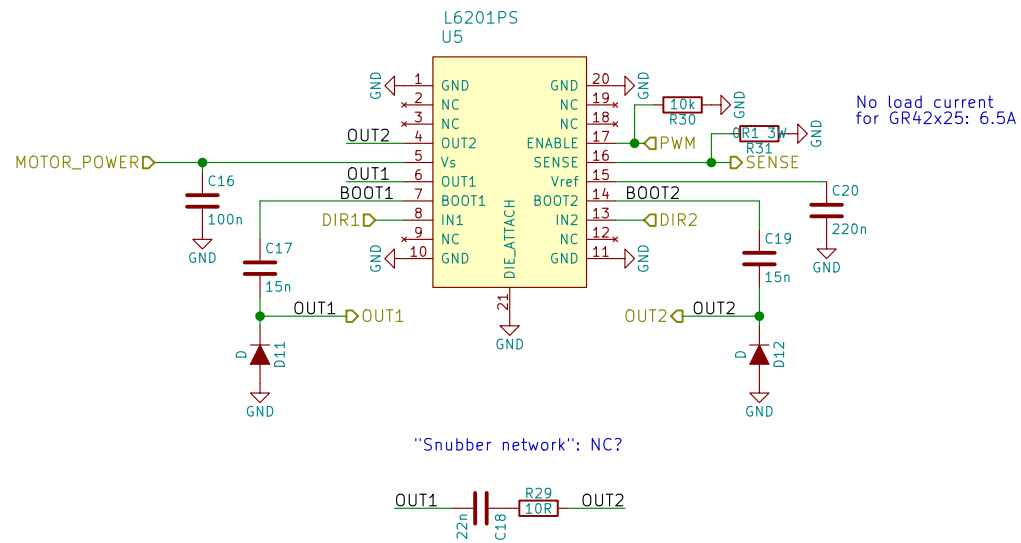 L6201PS
U5
GND 1 GND GND 20 GND
2 NC NC 19 10k GND
3 NC NC 18 R30
No load current
for GR42x25: 6.5A
OUT2 4 OUT2 ENABLE 17 PWM
0R1 3W GND
R31
MOTOR_POWER 5 Vs SENSE 16 SENSE
OUT1 6 OUT1 Vref 15
C16 100n GND
BOOT1 7 BOOT1 BOOT2 14 BOOT2
C20 220n GND
DIR1 8 IN1 IN2 13 DIR2
9 NC NC 12
GND 10 GND GND 11 GND
DIE_ATTACH
21
GND
C17
15n
C19
15n
OUT1 OUT1
OUT2 OUT2
D D11
GND
D D12
GND
"Snubber network": NC?
OUT1 22n C18 R29 10R OUT2